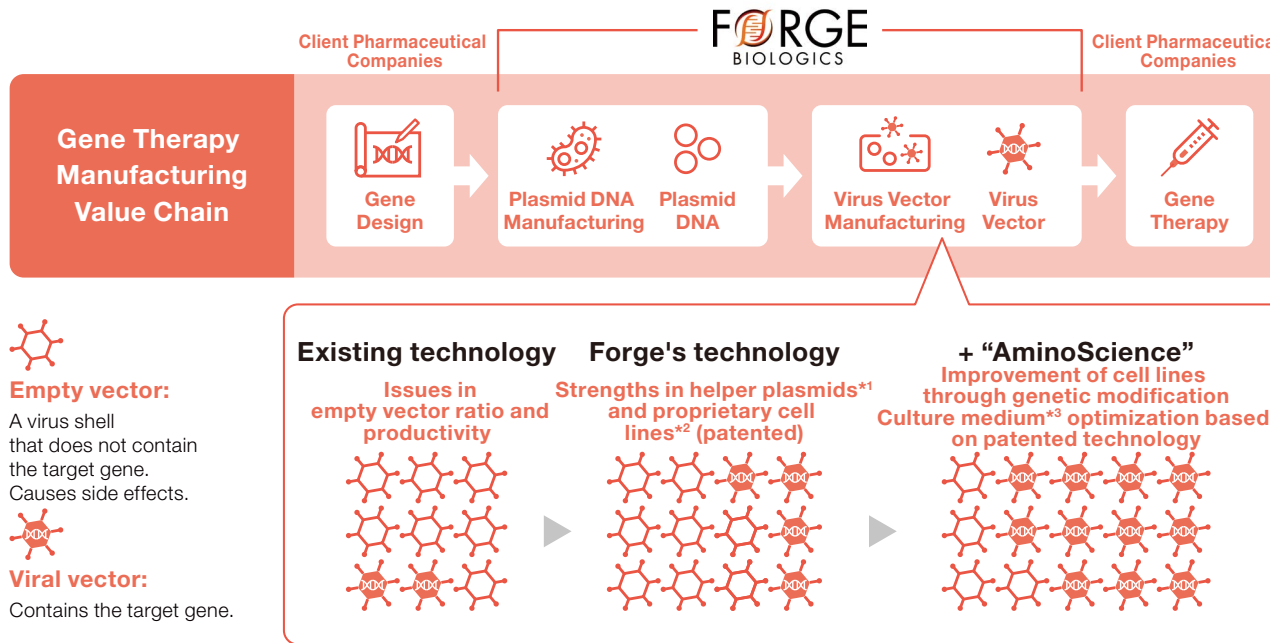 FORGE
BIOLOGICS
Client Pharmaceutical
Companies
Client Pharmaceutica
Companies
Gene Therapy
Manufacturing
Value Chain
Gene
Design
Plasmid DNA
Manufacturing
Plasmid
DNA
Virus Vector
Manufacturing
Virus
Vector
Gene
Therapy
Empty vector:
A virus shell
that does not contain
the target gene.
Causes side effects.
Viral vector:
Contains the target gene.
Existing technology
Issues in
empty vector ratio and
productivity
Forge's technology
Strengths in helper plasmids*1
and proprietary cell
lines*2 (patented)
+ “AminoScience”
Improvement of cell lines
through genetic modification
Culture medium*3 optimization based
on patented technology